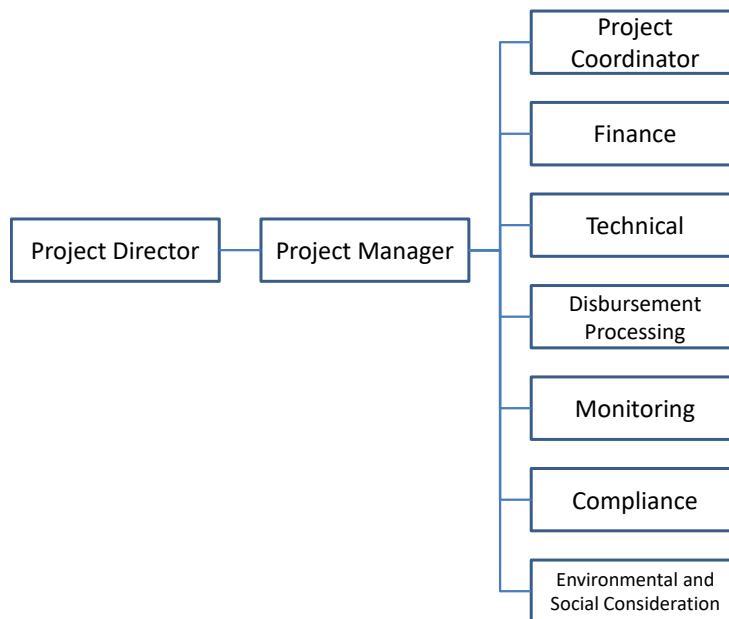 Project Director
Project Manager
Project
Coordinator
Finance
Technical
Disbursement
Processing
Monitoring
Compliance
Environmental and
Social Consideration